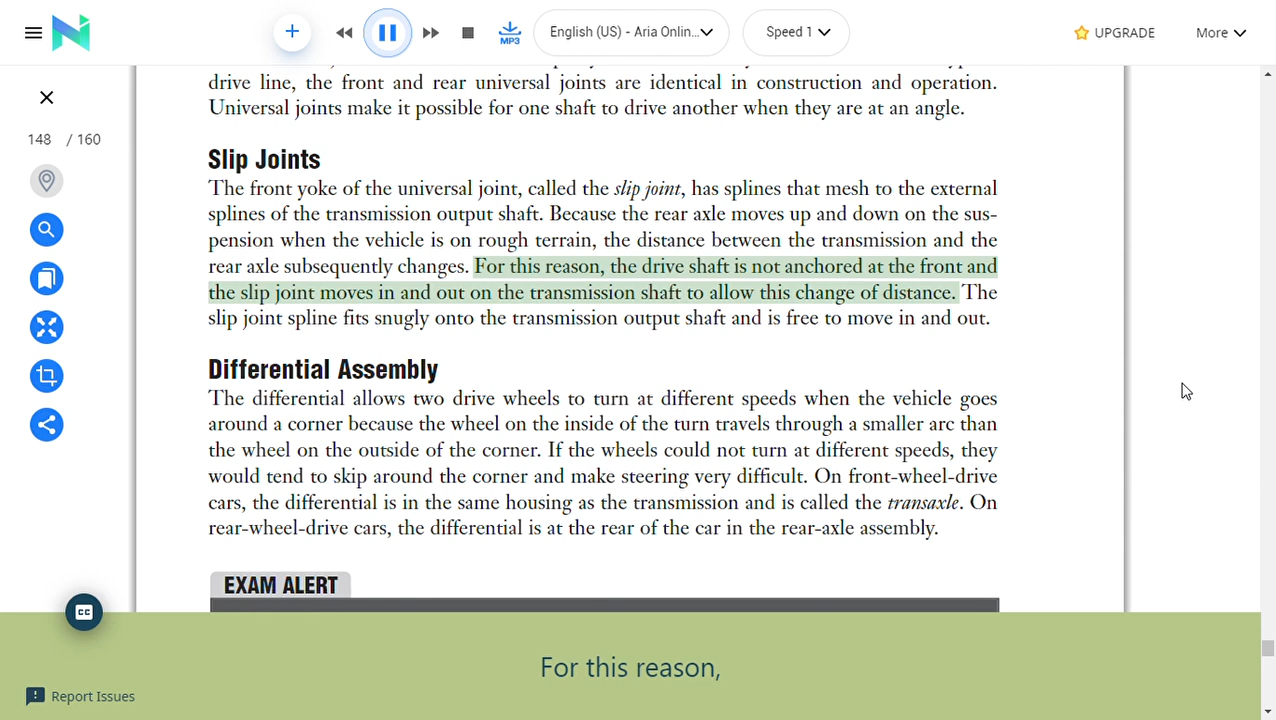 MP3
English (US) - Aria Onlin...
Speed 1
UPGRADE
More
148 / 160
drive line, the front and rear universal joints are identical in construction and operation.
Universal joints make it possible for one shaft to drive another when they are at an angle.
Slip Joints
The front yoke of the universal joint, called the slip joint, has splines that mesh to the external
splines of the transmission output shaft. Because the rear axle moves up and down on the sus-
pension when the vehicle is on rough terrain, the distance between the transmission and the
rear axle subsequently changes. For this reason, the drive shaft is not anchored at the front and
the slip joint moves in and out on the transmission shaft to allow this change of distance. The
slip joint spline fits snugly onto the transmission output shaft and is free to move in and out.
Differential Assembly
The differential allows two drive wheels to turn at different speeds when the vehicle goes
around a corner because the wheel on the inside of the turn travels through a smaller arc than
the wheel on the outside of the corner. If the wheels could not turn at different speeds, they
would tend to skip around the corner and make steering very difficult. On front-wheel-drive
cars, the differential is in the same housing as the transmission and is called the transaxle. On
rear-wheel-drive cars, the differential is at the rear of the car in the rear-axle assembly.
EXAM ALERT
CC
For this reason,
Report Issues